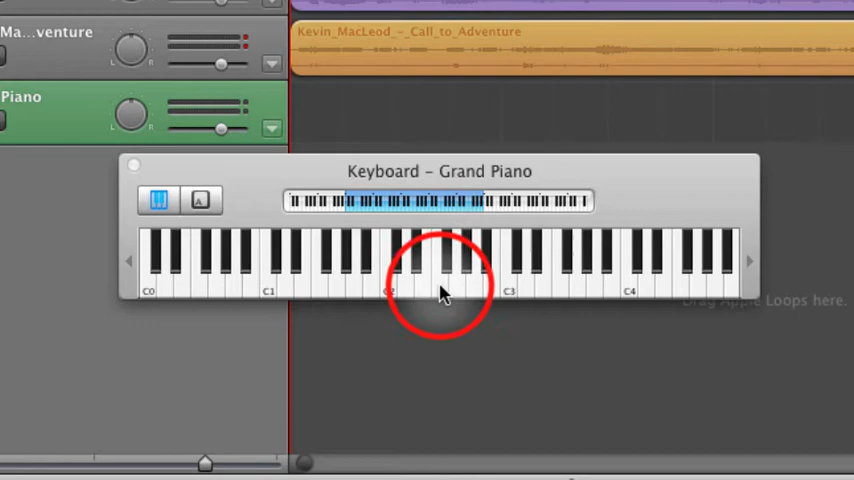 Ma...venture
Kevin_MacLeod_-_Call_to_Adventure
Piano
L R
L R
Keyboard – Grand Piano
A
C0 C1 C2 C3 C4
Drag Apple Loops here.